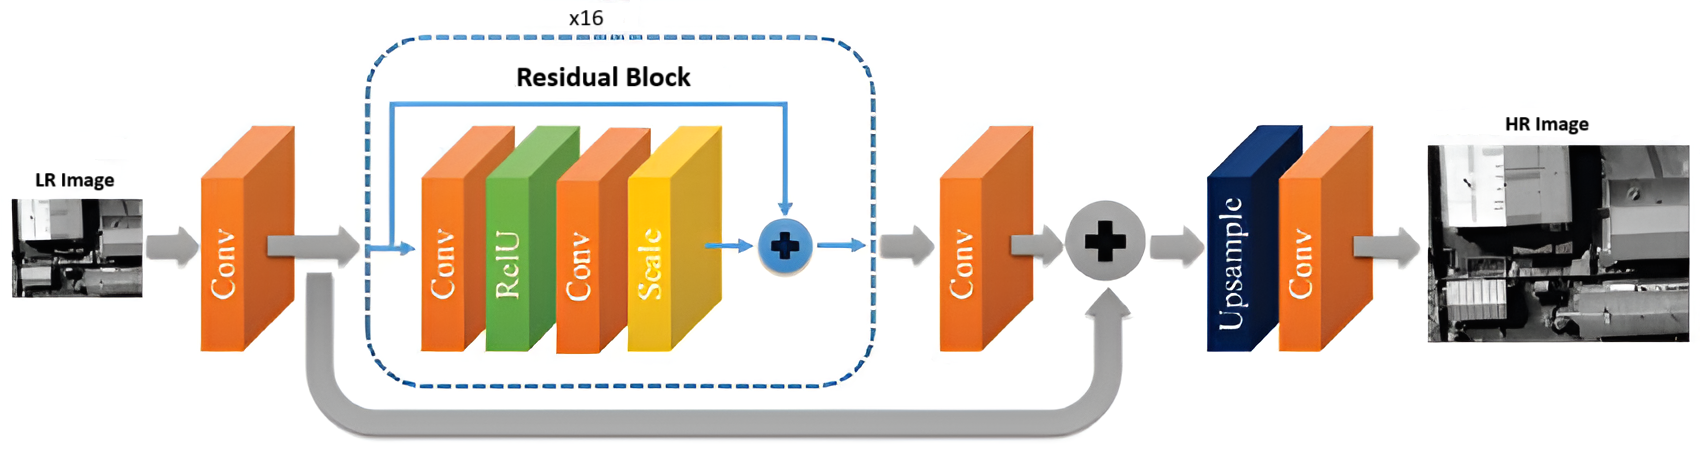 x16
Residual Block
LR Image
Conv
Conv
RelU
Conv
Scale
Conv
Upsample
Conv
HR Image